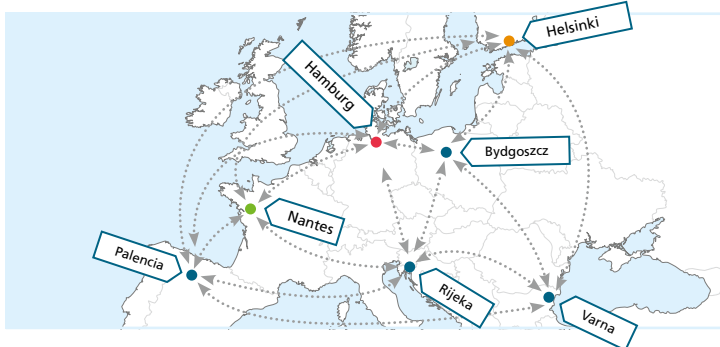 Helsinki
Hamburg
Bydgoszcz
Nantes
Palencia
Rijeka
Varna